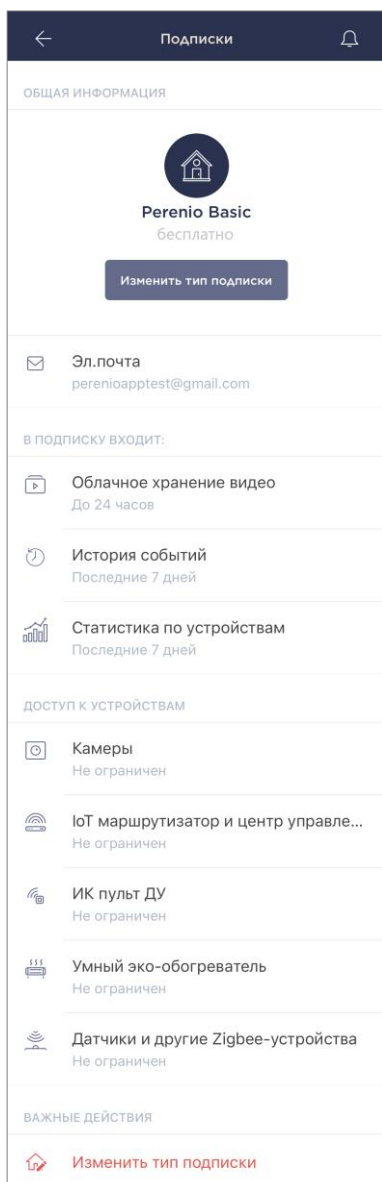 Подписки
ОБЩАЯ ИНФОРМАЦИЯ
Perenio Basic
бесплатно
Изменить тип подписки
Эл.почта
perenioapptest@gmail.com
В ПОДПИСКУ ВХОДИТ:
Облачное хранение видео
До 24 часов
История событий
Последние 7 дней
Статистика по устройствам
Последние 7 дней
ДОСТУП К УСТРОЙСТВАМ
Камеры
Не ограничен
IoT маршрутизатор и центр управле...
Не ограничен
ИК пульт ДУ
Не ограничен
Умный эко-обогреватель
Не ограничен
Датчики и другие Zigbee-устройства
Не ограничен
ВАЖНЫЕ ДЕЙСТВИЯ
Изменить тип подписки